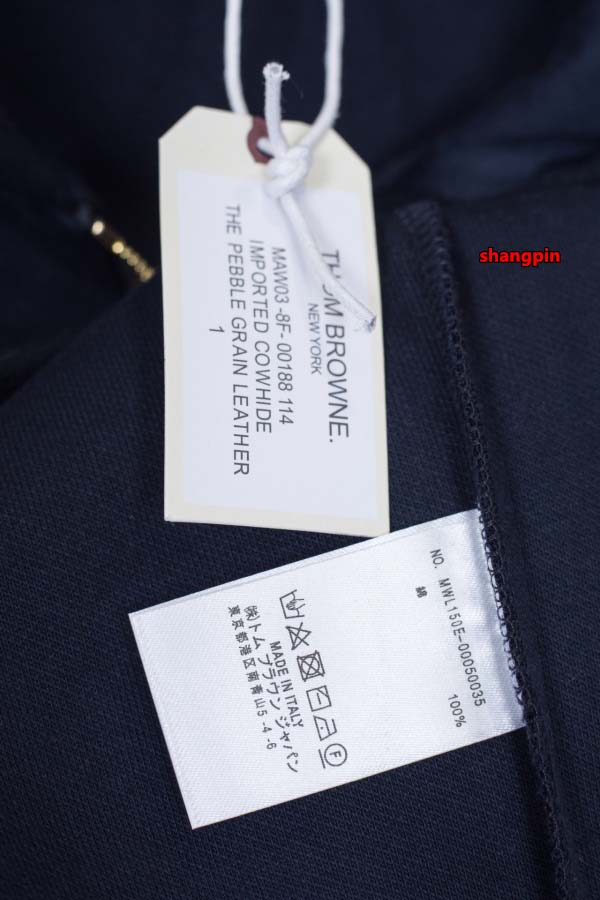 THOM BROWNE.
NEW YORK
MAW03 -8F- 00188 114
IMPORTED COWHIDE
THE PEBBLE GRAIN LEATHER
1
shangpin
NO. MWL150E-00050035
綿 100%
F
MADE IN ITALY
㈱トム ブラウン ジャパン
東京都港区南青山5-4-6